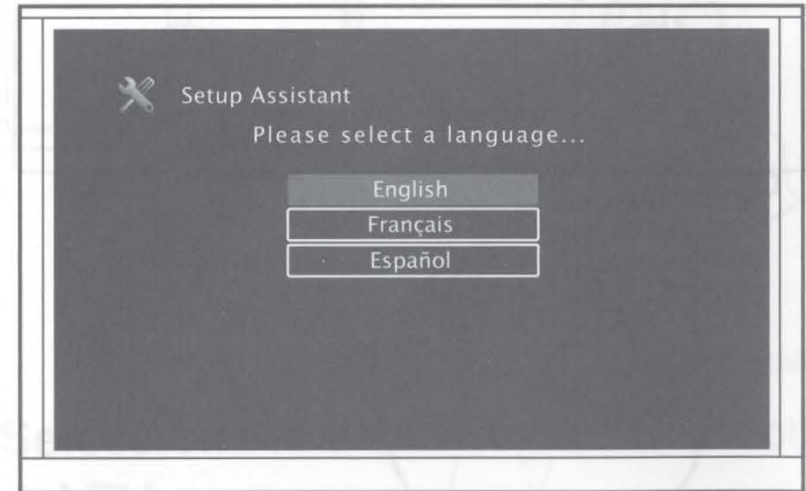 Setup Assistant
Please select a language...
English
Français
Español